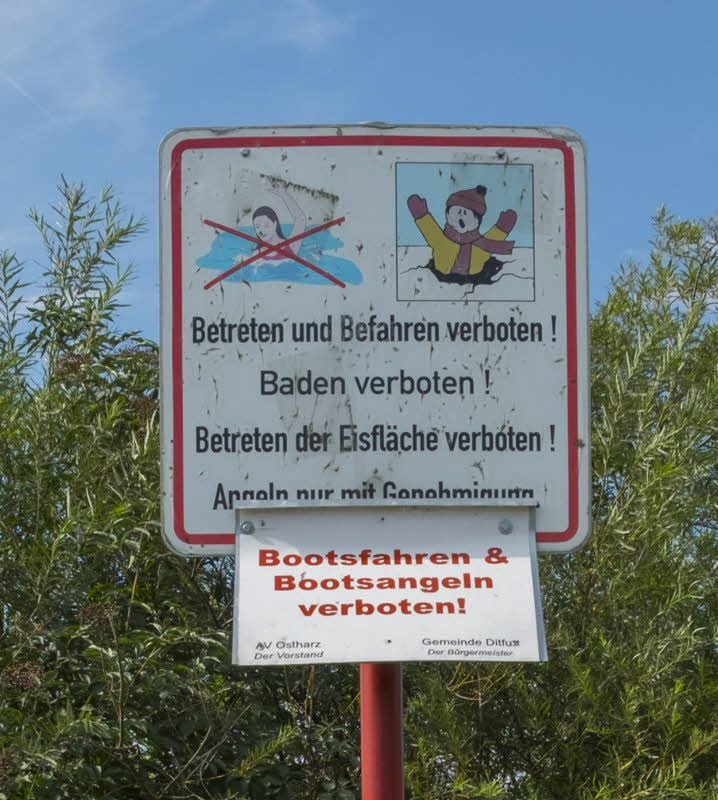 Betreten und Befahren verboten !
Baden verboten !
Betreten der Eisfläche verboten !
Angeln nur mit Genehmigung
Bootsfahren &
Bootsangeln
verboten!
AV Ostharz
Der Vorstand
Gemeinde Ditfurt
Der Bürgermeister